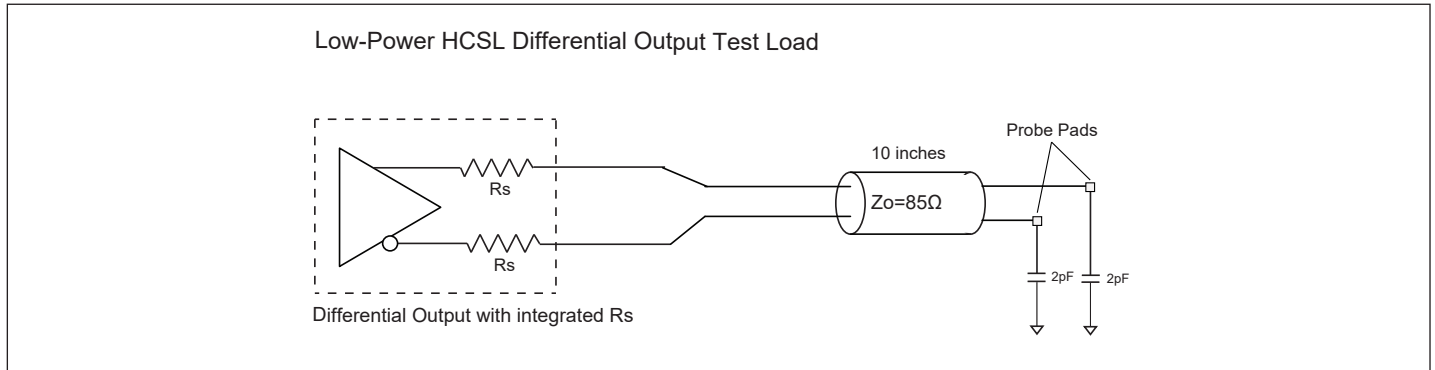 Low-Power HCSL Differential Output Test Load
Probe Pads
10 inches
Rs
Zo=85Ω
Rs
2pF
2pF
Differential Output with integrated Rs